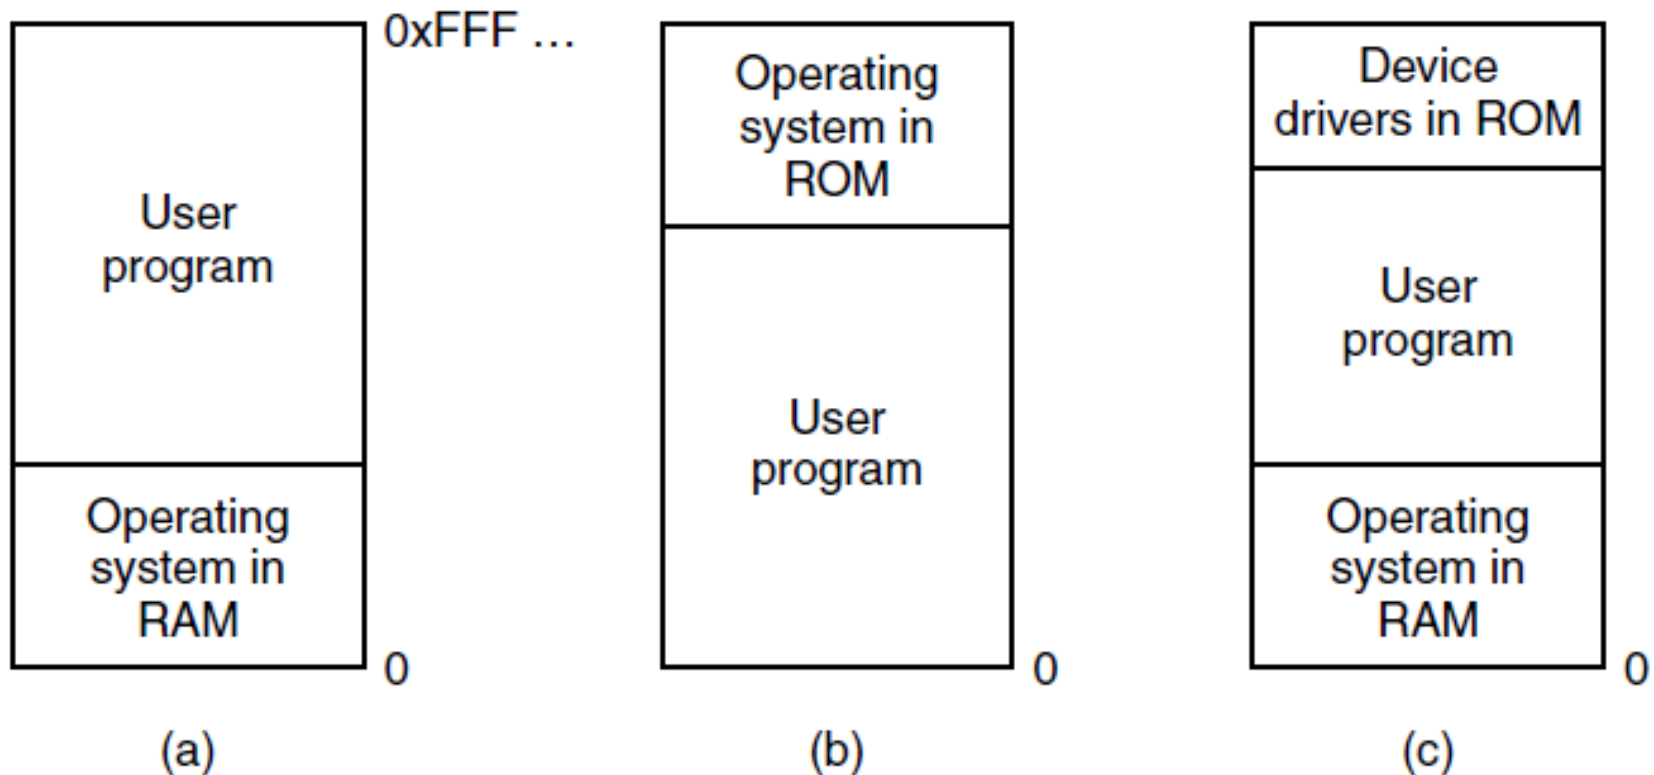 0xFFF …
User
program
Operating
system in
RAM
0
(a)
Operating
system in
ROM
User
program
0
(b)
Device
drivers in ROM
User
program
Operating
system in
RAM
0
(c)